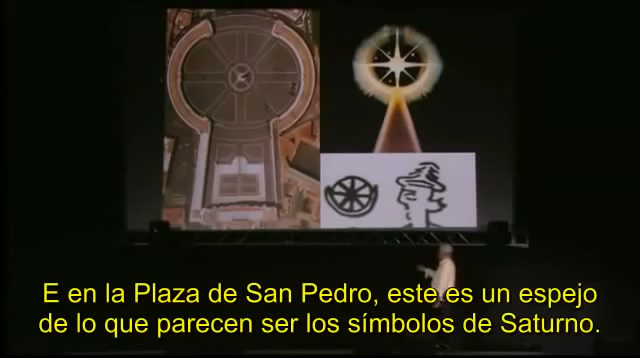 E en la Plaza de San Pedro, este es un espejo
de lo que parecen ser los símbolos de Saturno.